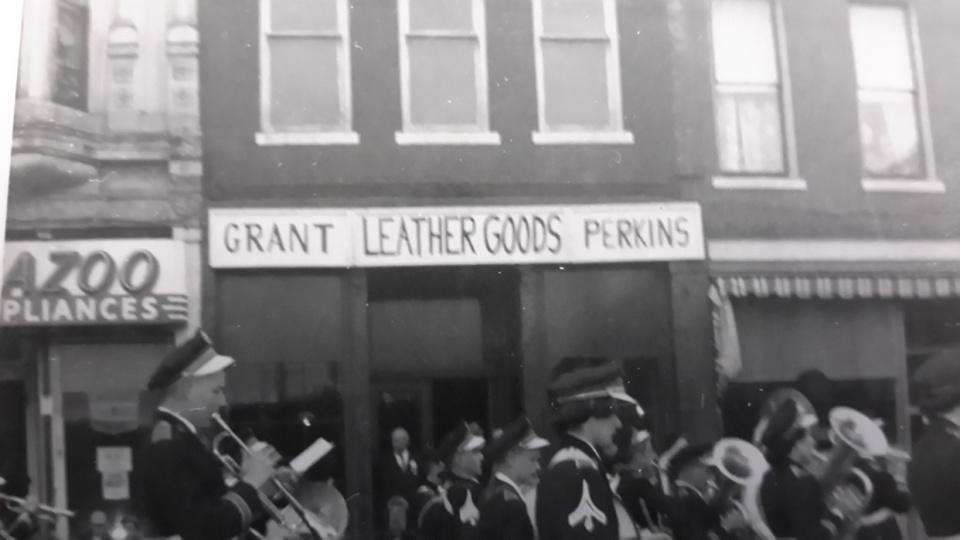 AZOO
PLIANCES
GRANT LEATHER GOODS PERKINS